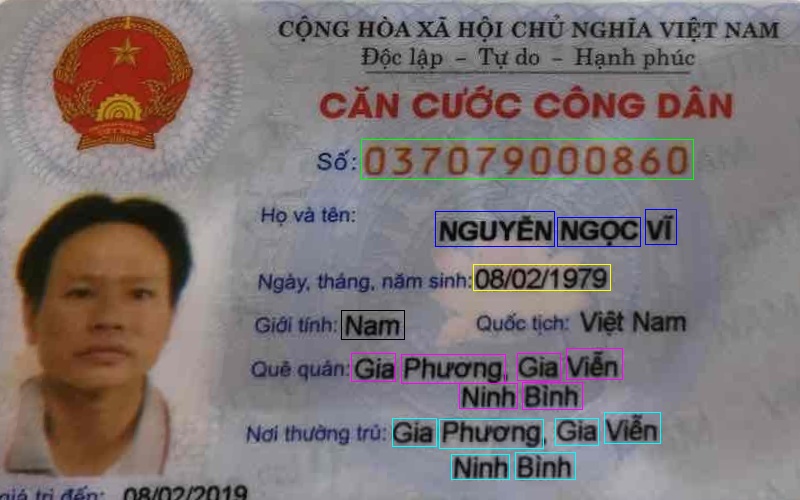 CỘNG HÒA XÃ HỘI CHỦ NGHĨA VIỆT NAM
Độc lập – Tự do – Hạnh phúc
CĂN CƯỚC CÔNG DÂN
Số: 037079000860
Họ và tên: NGUYỄN NGỌC VĨ
Ngày, tháng, năm sinh: 08/02/1979
Giới tính: Nam Quốc tịch: Việt Nam
Quê quán: Gia Phương, Gia Viễn
Ninh Bình
Nơi thường trú: Gia Phương, Gia Viễn
Ninh Bình
giá trị đến: 08/02/2019